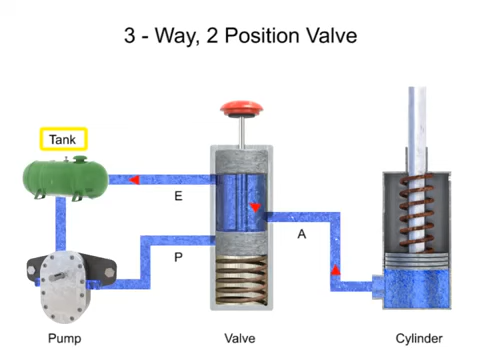 3 - Way, 2 Position Valve
Tank
E
P
A
Pump
Valve
Cylinder